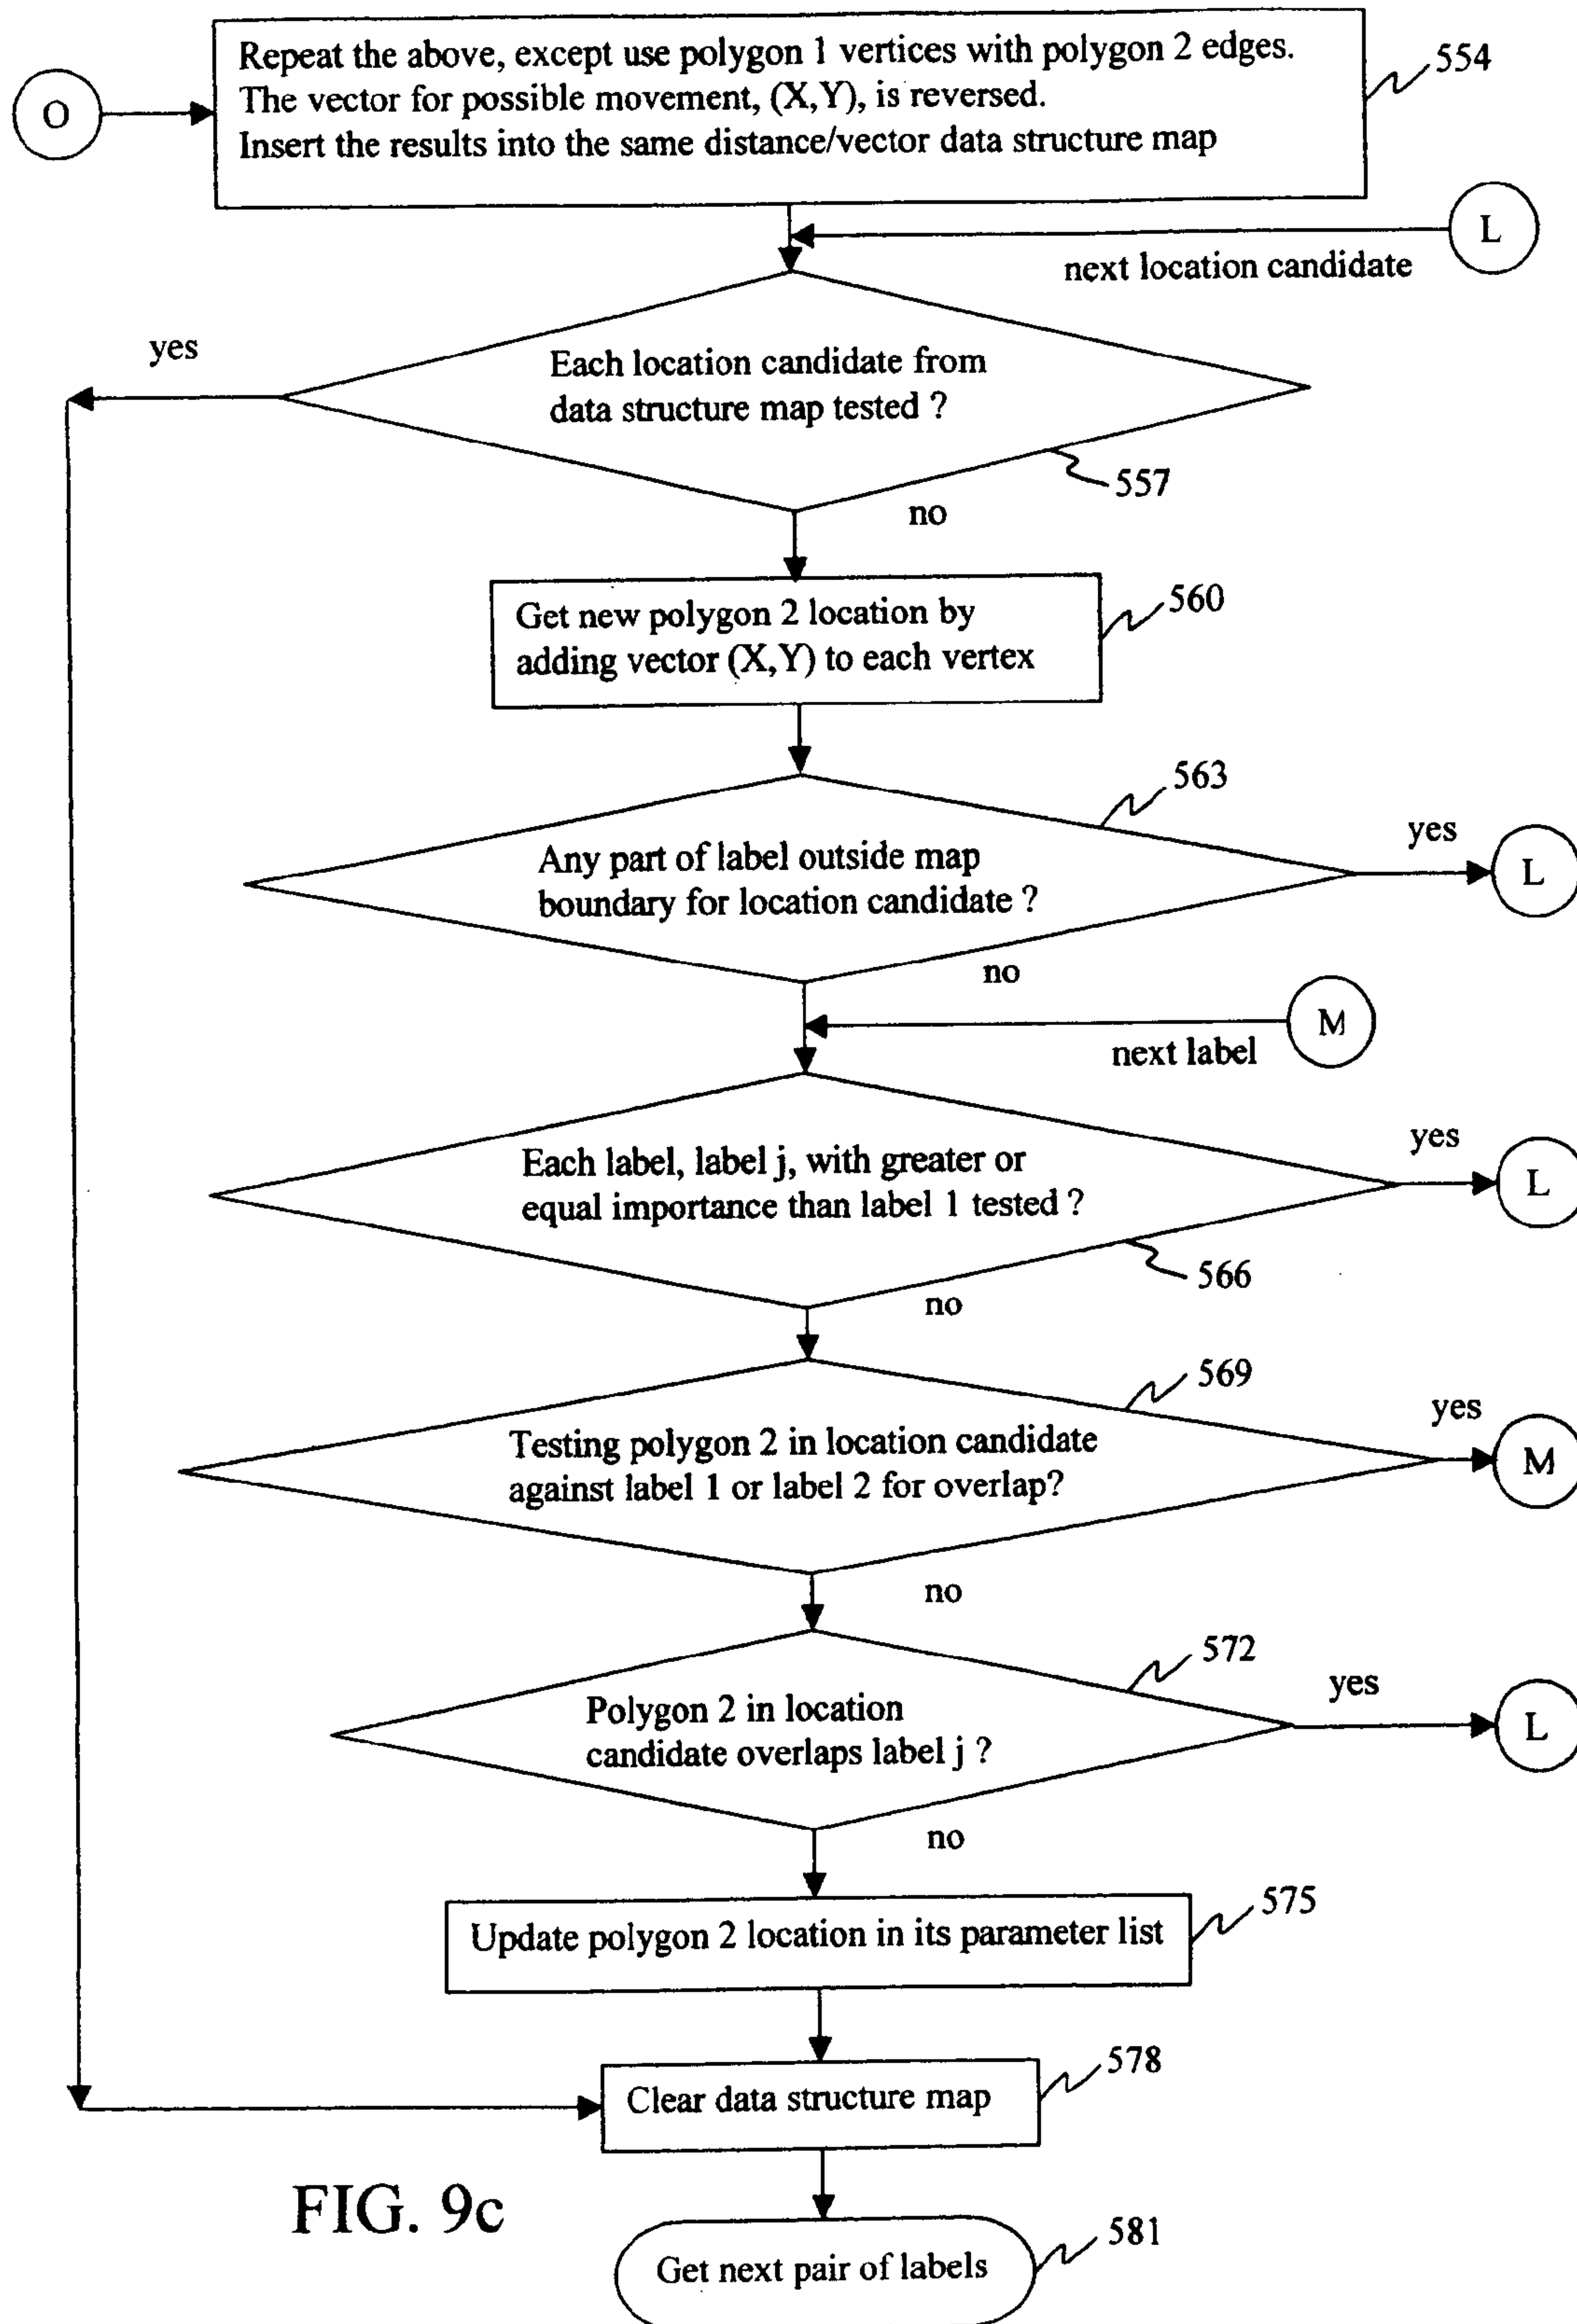 Repeat the above, except use polygon 1 vertices with polygon 2 edges.
The vector for possible movement, (X,Y), is reversed.
Insert the results into the same distance/vector data structure map
554
O
L
next location candidate
yes
Each location candidate from
data structure map tested ?
557
no
Get new polygon 2 location by
adding vector (X,Y) to each vertex
560
563
Any part of label outside map
boundary for location candidate ?
yes
L
no
M
next label
Each label, label j, with greater or
equal importance than label 1 tested ?
yes
L
566
no
569
Testing polygon 2 in location candidate
against label 1 or label 2 for overlap?
yes
M
no
572
Polygon 2 in location
candidate overlaps label j ?
yes
L
no
575
Update polygon 2 location in its parameter list
578
Clear data structure map
FIG. 9c
581
Get next pair of labels